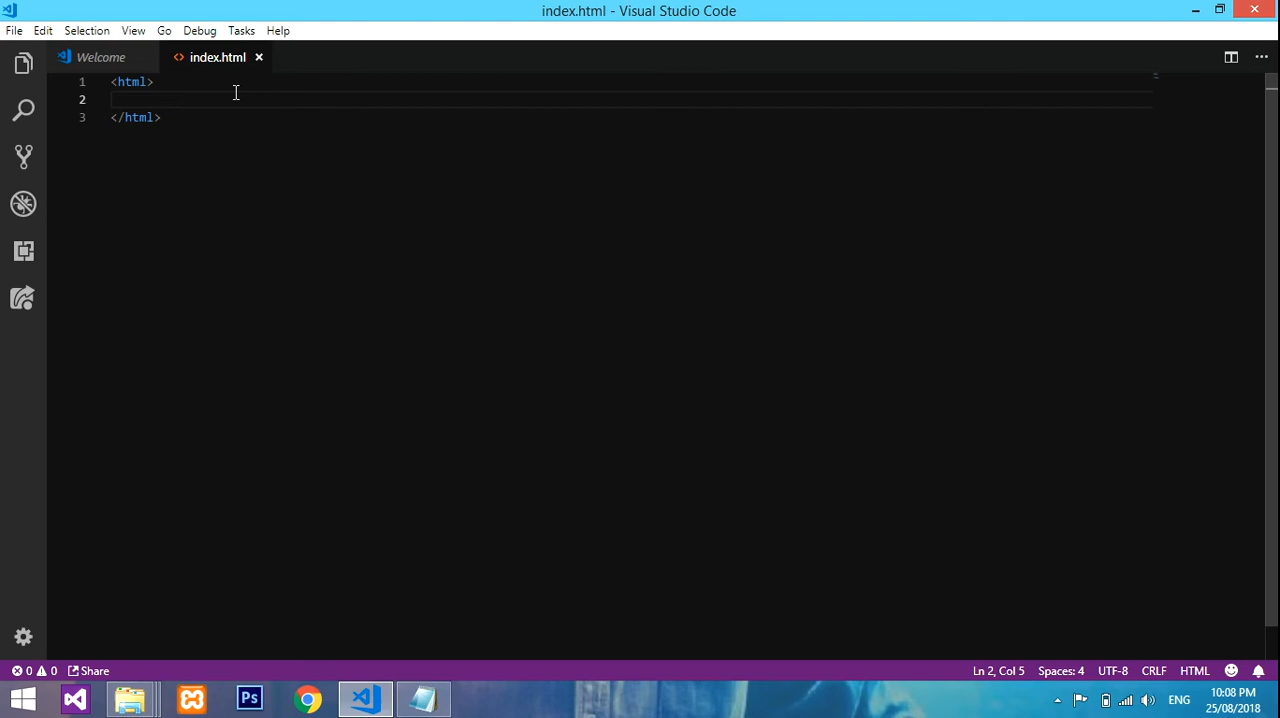 index.html - Visual Studio Code
File Edit Selection View Go Debug Tasks Help
Welcome index.html
1 <html>
2
3 </html>
0 0 Share Ln 2, Col 5 Spaces: 4 UTF-8 CRLF HTML
Ps ENG 10:08 PM
25/08/2018